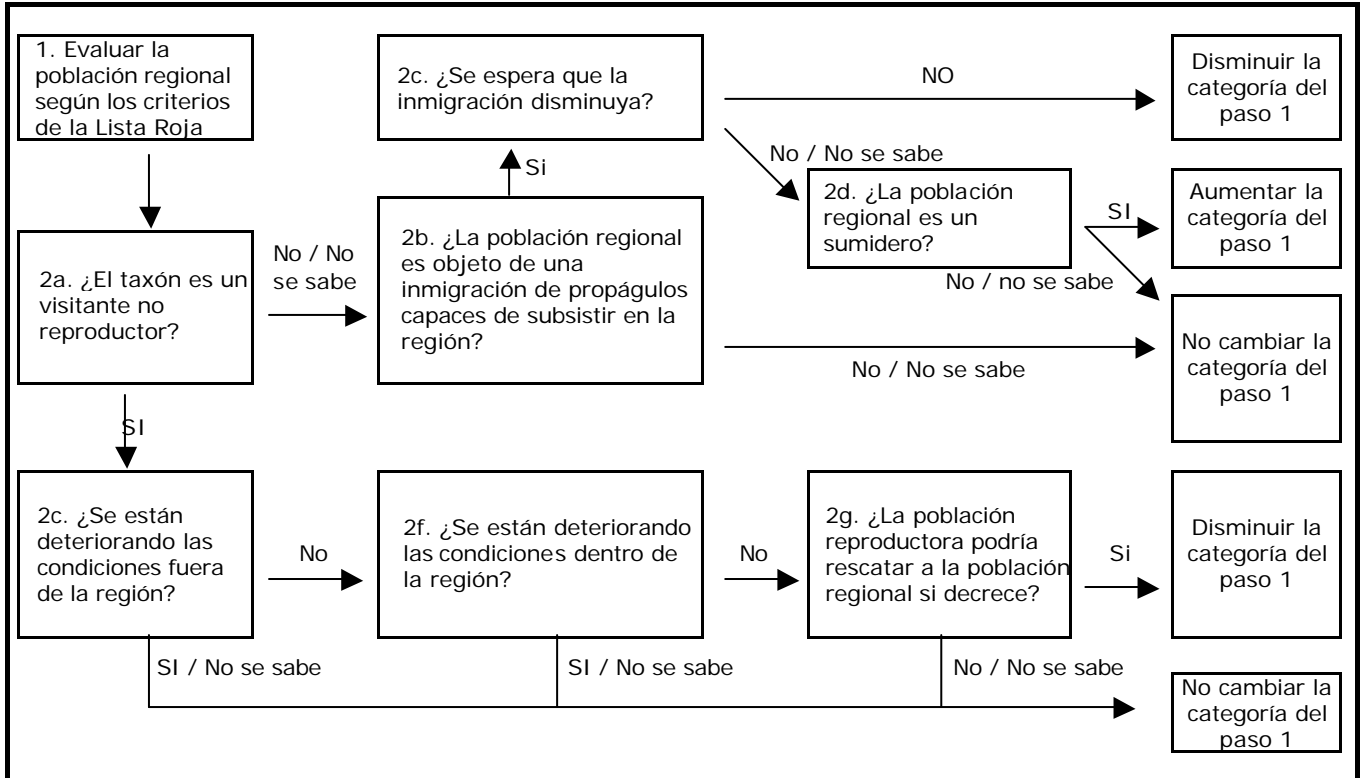 1. Evaluar la
población regional
según los criterios
de la Lista Roja
2c. ¿Se espera que la
inmigración disminuya?
NO
Disminuir la
categoría del
paso 1
No / No se sabe
Si
2d. ¿La población
regional es un
sumidero?
SI
Aumentar la
categoría del
paso 1
No / no se sabe
2a. ¿El taxón es un
visitante no
reproductor?
No / No
se sabe
2b. ¿La población regional
es objeto de una
inmigración de propágulos
capaces de subsistir en la
región?
No / No se sabe
No cambiar la
categoría del
paso 1
SI
2c. ¿Se están
deteriorando las
condiciones fuera
de la región?
No
2f. ¿Se están deteriorando
las condiciones dentro de
la región?
No
2g. ¿La población
reproductora podría
rescatar a la población
regional si decrece?
Si
Disminuir la
categoría del
paso 1
SI / No se sabe
SI / No se sabe
No / No se sabe
No cambiar la
categoría del
paso 1